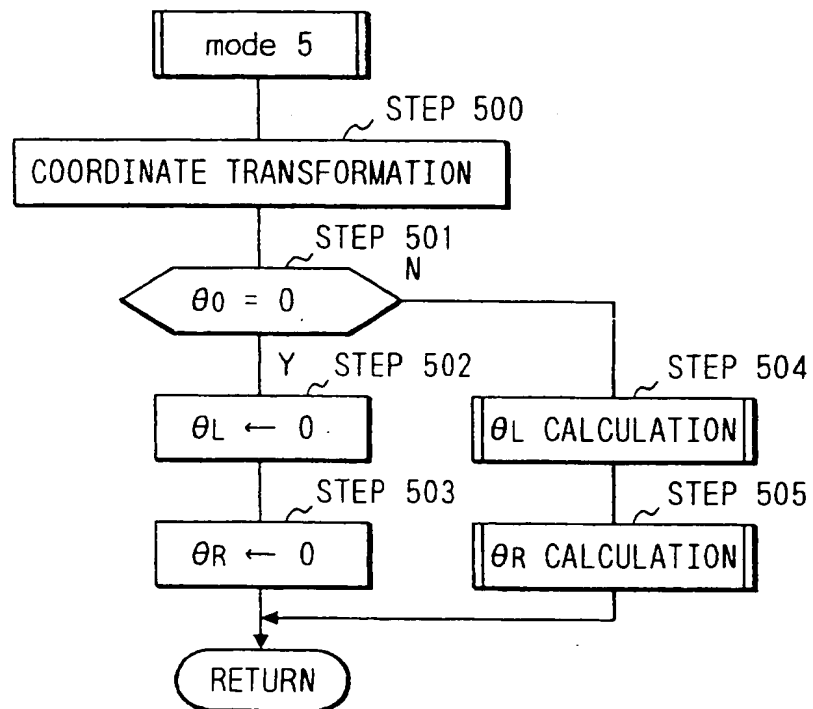 mode 5
STEP 500
COORDINATE TRANSFORMATION
STEP 501
θ0 = 0
N
Y
STEP 502
θL ← 0
STEP 503
θR ← 0
STEP 504
θL CALCULATION
STEP 505
θR CALCULATION
RETURN